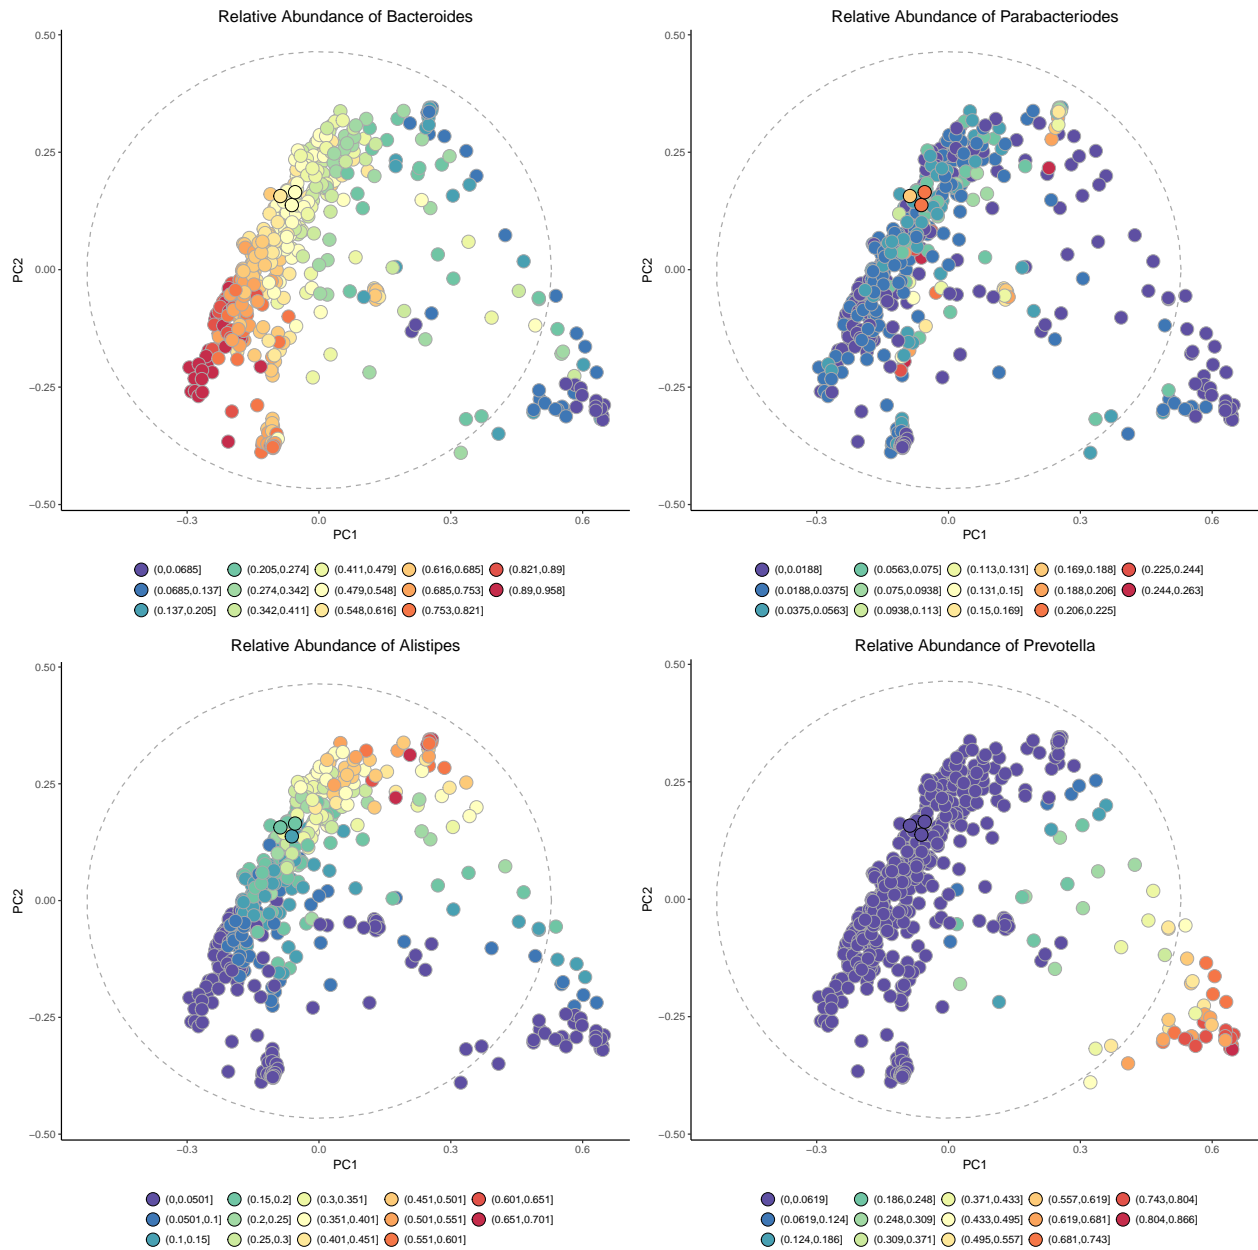 Relative Abundance of Bacteroides
0.50
0.25
0.00
−0.25
−0.50
PC2
−0.3 0.0 0.3 0.6
PC1
(0,0.0685] (0.205,0.274] (0.411,0.479] (0.616,0.685] (0.821,0.89]
(0.0685,0.137] (0.274,0.342] (0.479,0.548] (0.685,0.753] (0.89,0.958]
(0.137,0.205] (0.342,0.411] (0.548,0.616] (0.753,0.821]
Relative Abundance of Parabacteriodes
0.50
0.25
0.00
−0.25
−0.50
PC2
−0.3 0.0 0.3 0.6
PC1
(0,0.0188] (0.0563,0.075] (0.113,0.131] (0.169,0.188] (0.225,0.244]
(0.0188,0.0375] (0.075,0.0938] (0.131,0.15] (0.188,0.206] (0.244,0.263]
(0.0375,0.0563] (0.0938,0.113] (0.15,0.169] (0.206,0.225]
Relative Abundance of Alistipes
0.50
0.25
0.00
−0.25
−0.50
PC2
−0.3 0.0 0.3 0.6
PC1
(0,0.0501] (0.15,0.2] (0.3,0.351] (0.451,0.501] (0.601,0.651]
(0.0501,0.1] (0.2,0.25] (0.351,0.401] (0.501,0.551] (0.651,0.701]
(0.1,0.15] (0.25,0.3] (0.401,0.451] (0.551,0.601]
Relative Abundance of Prevotella
0.50
0.25
0.00
−0.25
−0.50
PC2
−0.3 0.0 0.3 0.6
PC1
(0,0.0619] (0.186,0.248] (0.371,0.433] (0.557,0.619] (0.743,0.804]
(0.0619,0.124] (0.248,0.309] (0.433,0.495] (0.619,0.681] (0.804,0.866]
(0.124,0.186] (0.309,0.371] (0.495,0.557] (0.681,0.743]